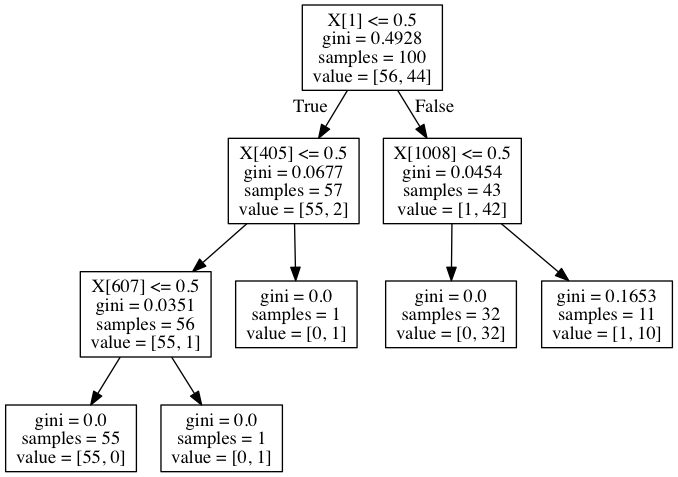 X[1] <= 0.5
gini = 0.4928
samples = 100
value = [56, 44]
True
False
X[405] <= 0.5
gini = 0.0677
samples = 57
value = [55, 2]
X[1008] <= 0.5
gini = 0.0454
samples = 43
value = [1, 42]
X[607] <= 0.5
gini = 0.0351
samples = 56
value = [55, 1]
gini = 0.0
samples = 1
value = [0, 1]
gini = 0.0
samples = 32
value = [0, 32]
gini = 0.1653
samples = 11
value = [1, 10]
gini = 0.0
samples = 55
value = [55, 0]
gini = 0.0
samples = 1
value = [0, 1]